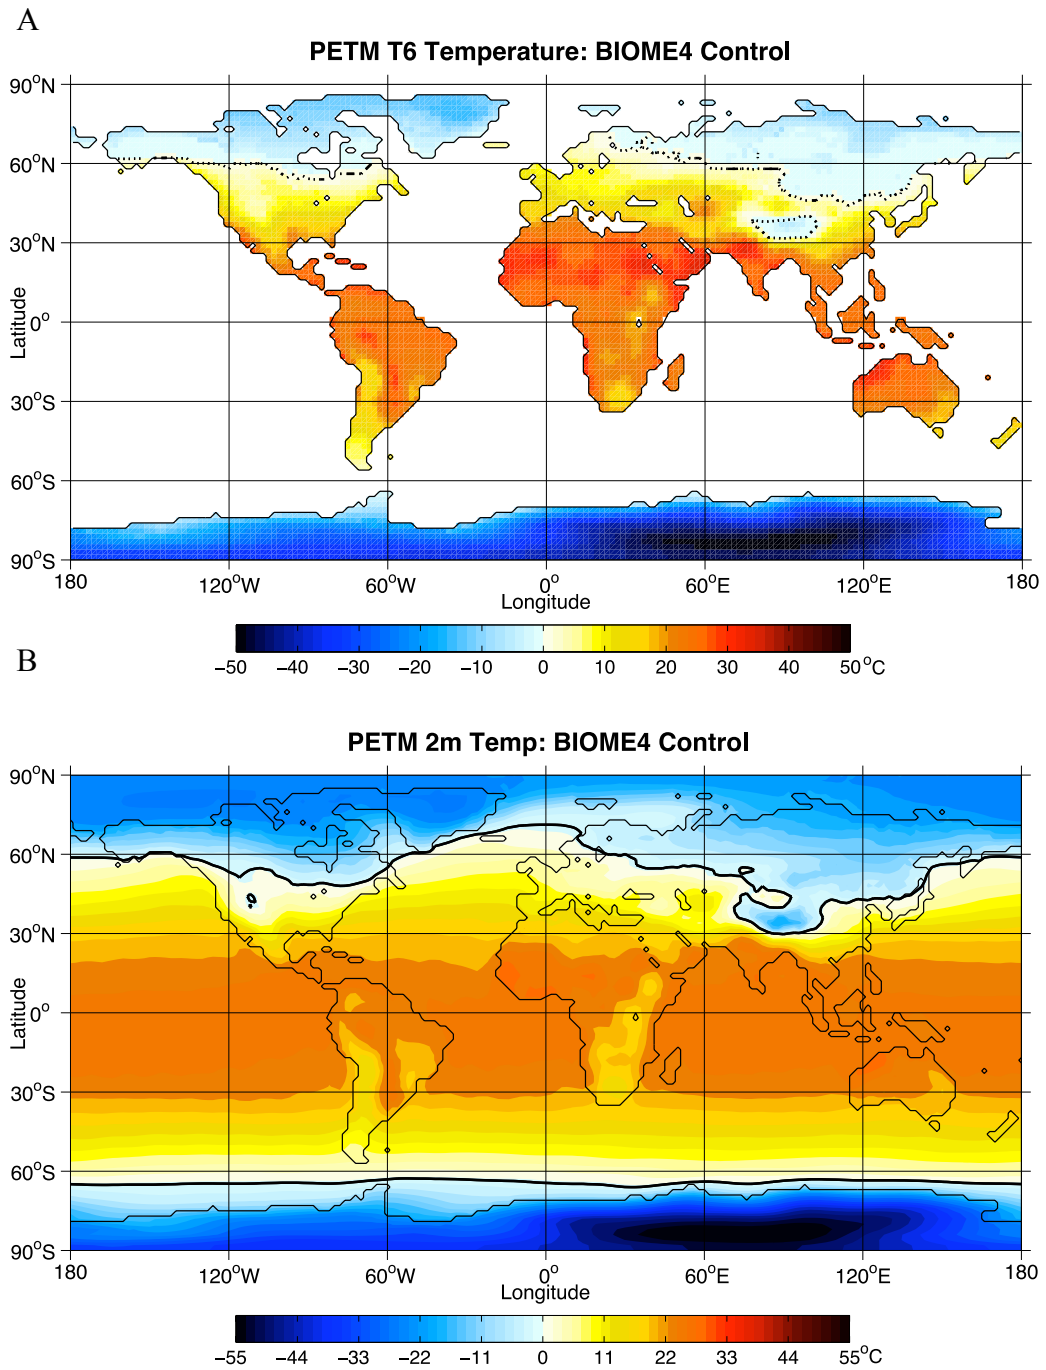 A
PETM T6 Temperature: BIOME4 Control
90°N
60°N
30°N
0°
30°S
60°S
90°S
Latitude
180 120°W 60°W 0° 60°E 120°E 180
Longitude
−50 −40 −30 −20 −10 0 10 20 30 40 50°C
B
PETM 2m Temp: BIOME4 Control
90°N
60°N
30°N
0°
30°S
60°S
90°S
Latitude
180 120°W 60°W 0° 60°E 120°E 180
Longitude
−55 −44 −33 −22 −11 0 11 22 33 44 55°C